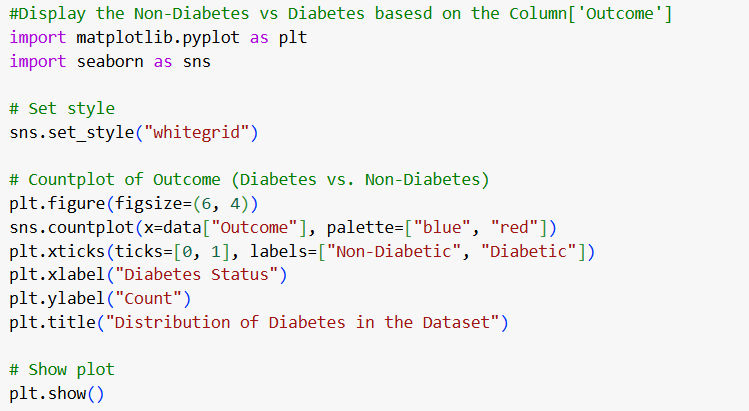 #Display the Non-Diabetes vs Diabetes basesd on the Column['Outcome']
import matplotlib.pyplot as plt
import seaborn as sns
# Set style
sns.set_style("whitegrid")
# Countplot of Outcome (Diabetes vs. Non-Diabetes)
plt.figure(figsize=(6, 4))
sns.countplot(x=data["Outcome"], palette=["blue", "red"])
plt.xticks(ticks=[0, 1], labels=["Non-Diabetic", "Diabetic"])
plt.xlabel("Diabetes Status")
plt.ylabel("Count")
plt.title("Distribution of Diabetes in the Dataset")
# Show plot
plt.show()